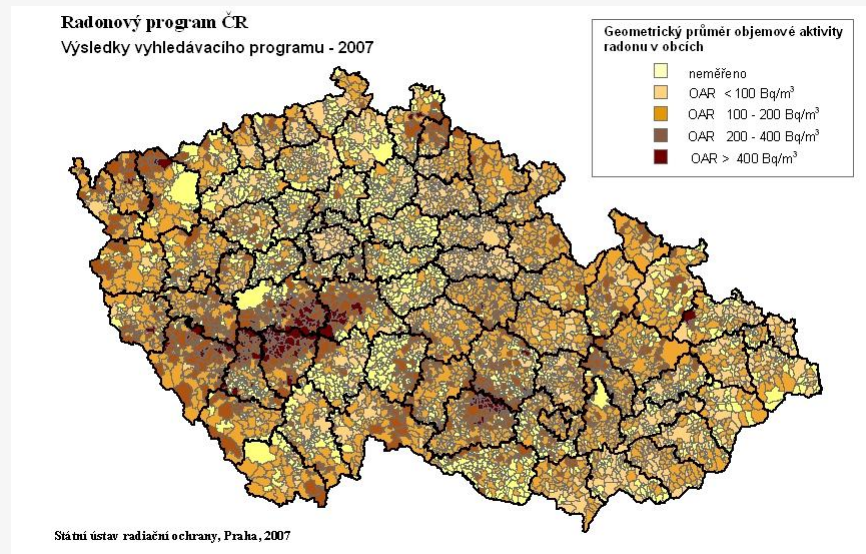 Radonový program ČR
Výsledky vyhledávacího programu - 2007
Geometrický průměr objemové aktivity
radonu v obcích
neměřeno
OAR < 100 Bq/m³
OAR 100 - 200 Bq/m³
OAR 200 - 400 Bq/m³
OAR > 400 Bq/m³
Státní ústav radiační ochrany, Praha, 2007